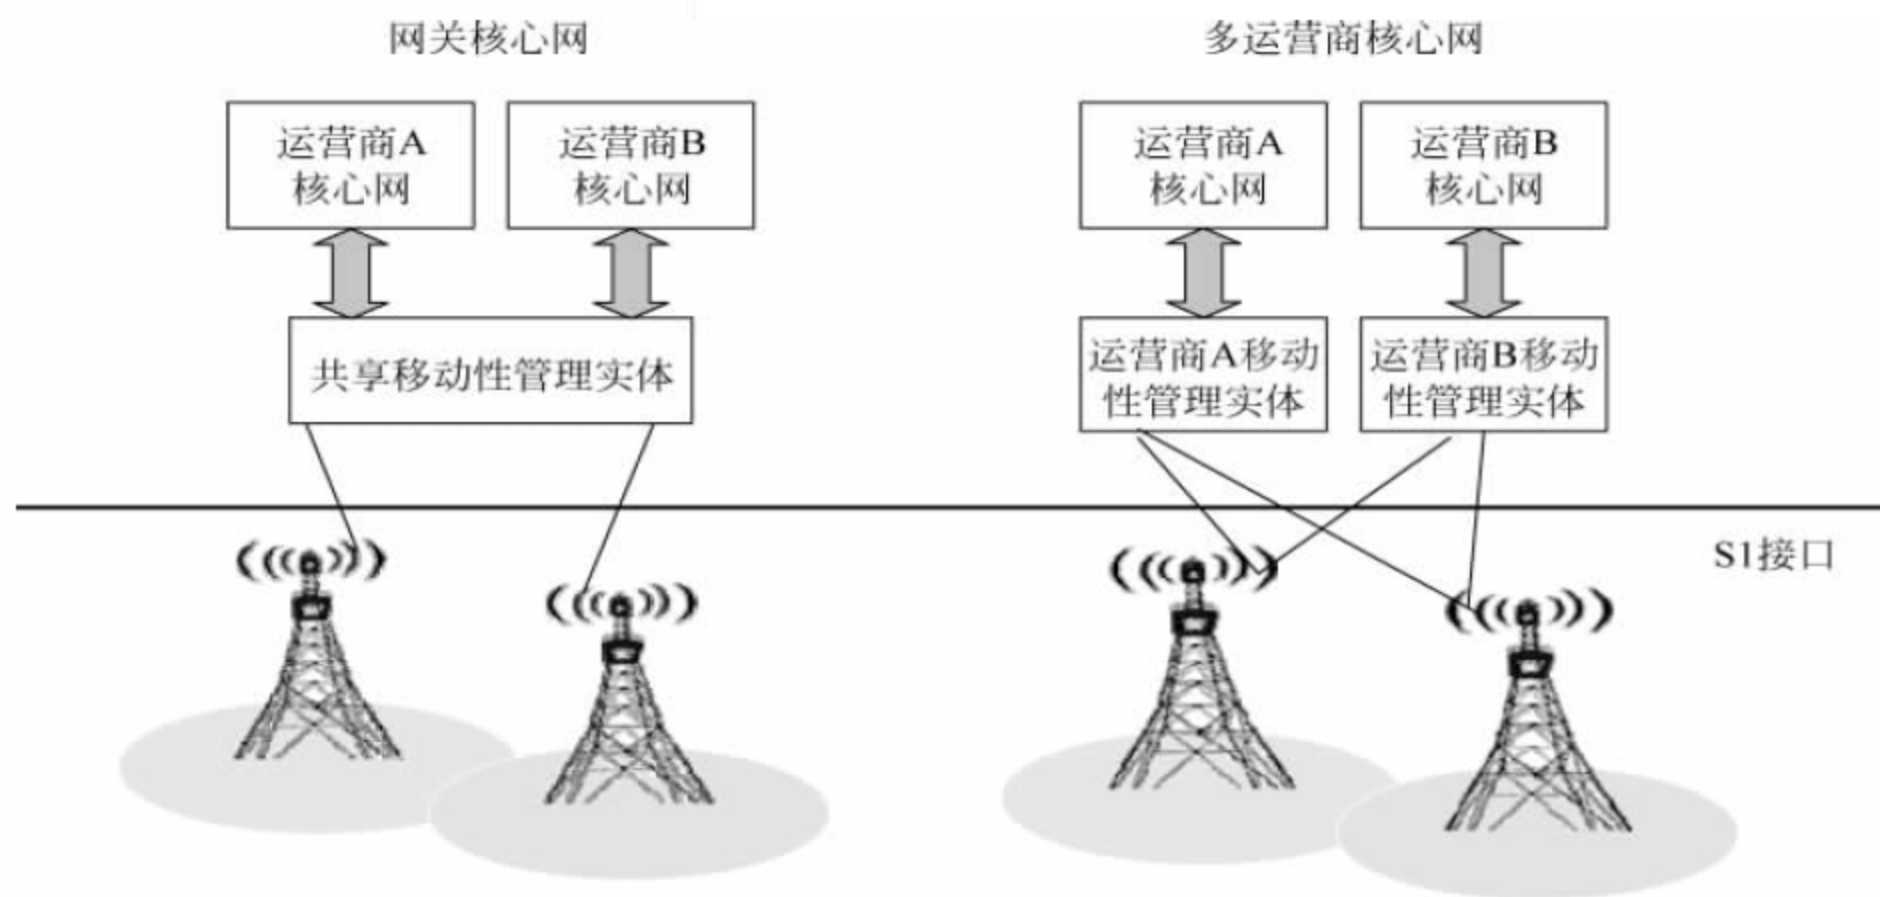 网关核心网
多运营商核心网
运营商A
核心网
运营商B
核心网
运营商A
核心网
运营商B
核心网
共享移动性管理实体
运营商A移动
性管理实体
运营商B移动
性管理实体
S1接口